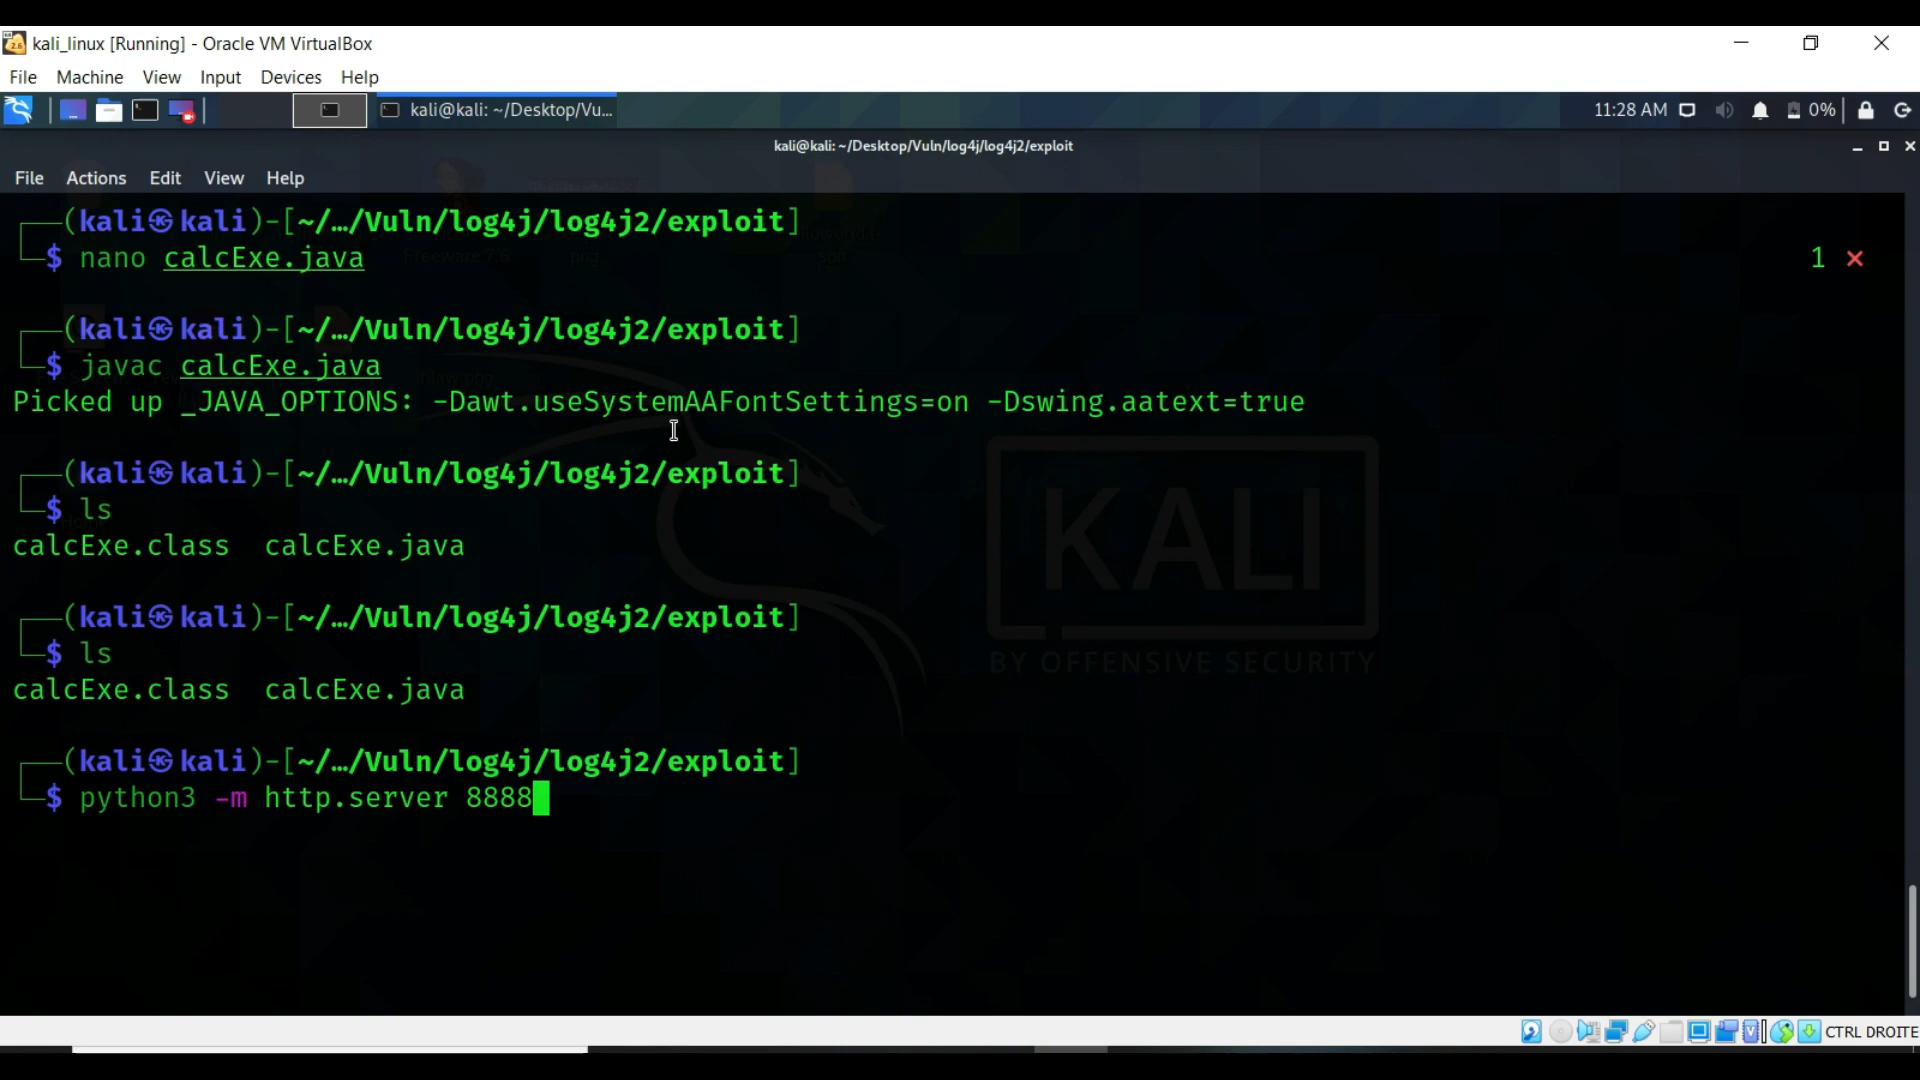 kali_linux [Running] - Oracle VM VirtualBox
File Machine View Input Devices Help
kali@kali: ~/Desktop/Vu... 11:28 AM 0%
kali@kali: ~/Desktop/Vuln/log4j/log4j2/exploit
File Actions Edit View Help
┌──(kali㉿kali)-[~/…/Vuln/log4j/log4j2/exploit]
└─$ nano calcExe.java 1 ⨯
┌──(kali㉿kali)-[~/…/Vuln/log4j/log4j2/exploit]
└─$ javac calcExe.java
Picked up _JAVA_OPTIONS: -Dawt.useSystemAAFontSettings=on -Dswing.aatext=true
┌──(kali㉿kali)-[~/…/Vuln/log4j/log4j2/exploit]
└─$ ls
calcExe.class calcExe.java
┌──(kali㉿kali)-[~/…/Vuln/log4j/log4j2/exploit]
└─$ ls
calcExe.class calcExe.java
┌──(kali㉿kali)-[~/…/Vuln/log4j/log4j2/exploit]
└─$ python3 -m http.server 8888
KALI
BY OFFENSIVE SECURITY
CTRL DROITE